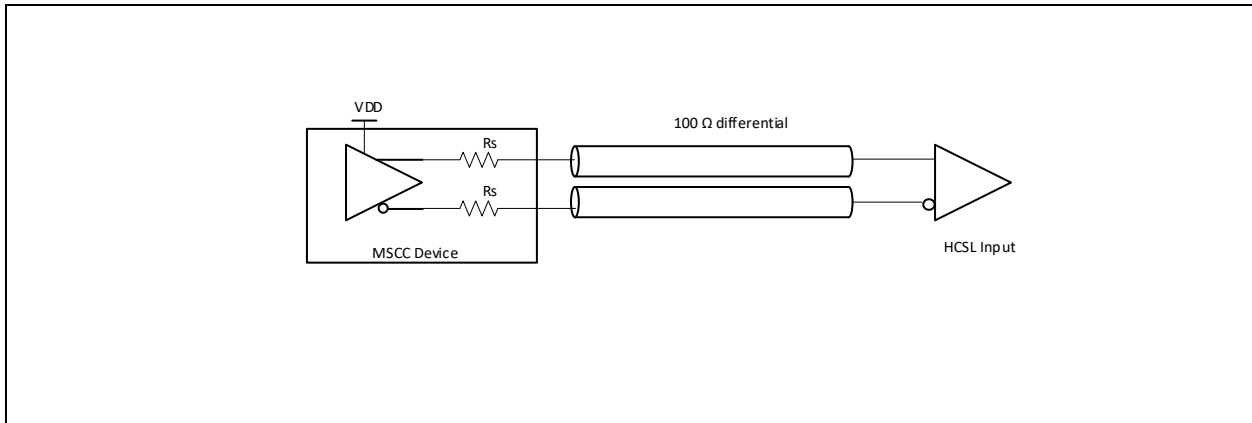 VDD
100 Ω differential
Rs
Rs
MSCC Device
HCSL Input